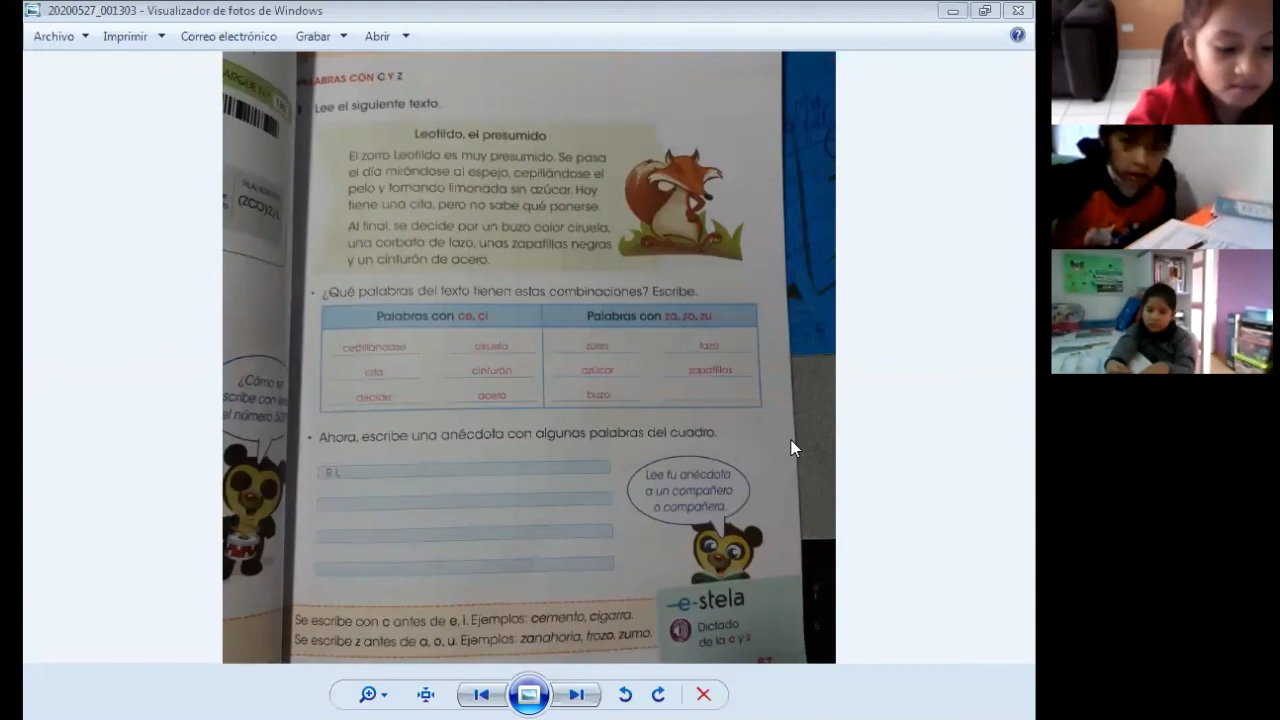 20200527_001303 - Visualizador de fotos de Windows
Archivo Imprimir Correo electrónico Grabar Abrir
ALABRAS CON C Y Z
Lee el siguiente texto.
Leofildo, el presumido
El zorro Leofildo es muy presumido. Se pasa
el día mirándose al espejo, cepillándose el
pelo y tomando limonada sin azúcar. Hoy
tiene una cita, pero no sabe qué ponerse.
Al final, se decide por un buzo color ciruela,
una corbata de lazo, unas zapatillas negras
y un cinturón de acero.
• ¿Qué palabras del texto tienen estas combinaciones? Escribe.
Palabras con ce, ci Palabras con za, zo, zu
cepillándose ciruela zorro lazo
cita cinturón azúcar zapatillas
decide acero buzo
• Ahora, escribe una anécdota con algunas palabras del cuadro.
R L
Lee tu anécdota
a un compañero
o compañera.
¿Cómo se
el número
Se escribe con c antes de e, i. Ejemplos: cemento, cigarra.
Se escribe z antes de a, o, u. Ejemplos: zanahoria, trozo, zumo.
e-stela
Dictado
de la c y z
67